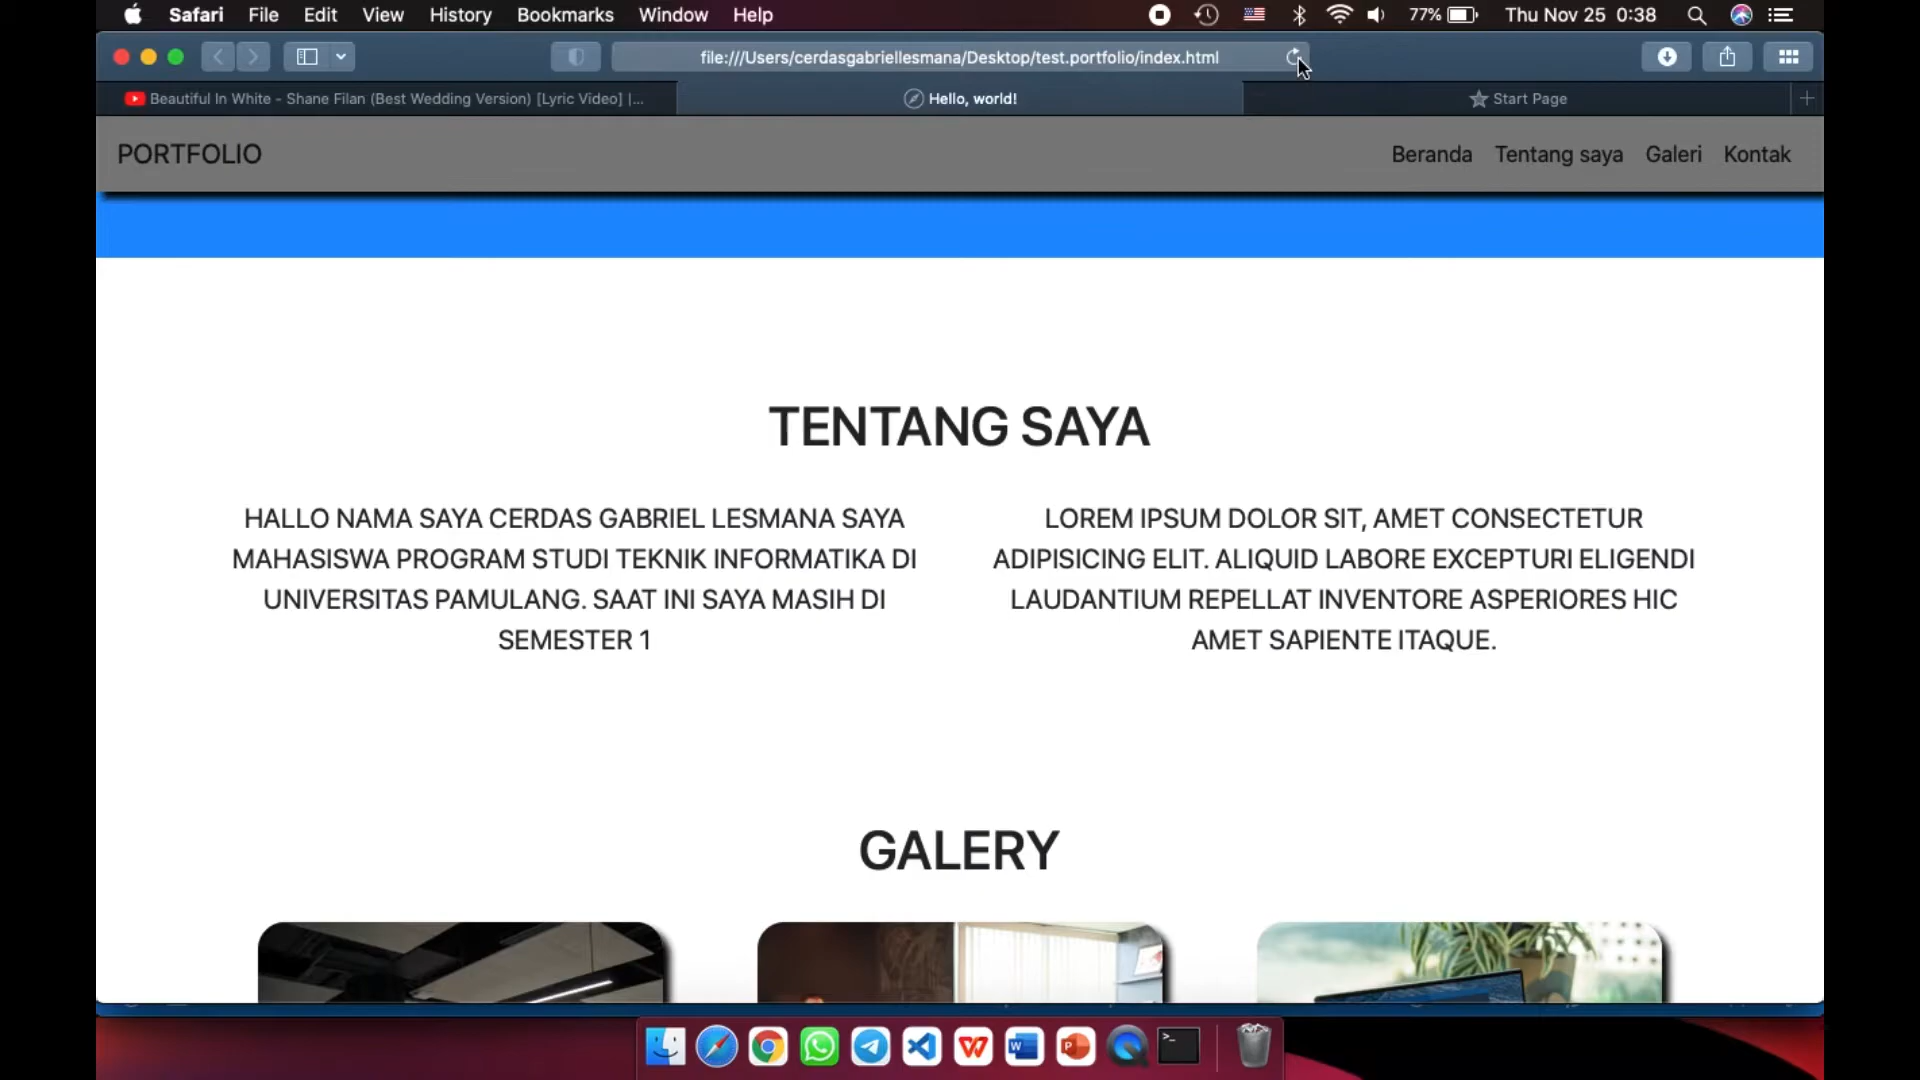 Safari File Edit View History Bookmarks Window Help 77% Thu Nov 25 0:38
file:///Users/cerdasgabriellesmana/Desktop/test.portfolio/index.html
Beautiful In White - Shane Filan (Best Wedding Version) [Lyric Video] |... Hello, world! Start Page
PORTFOLIO Beranda Tentang saya Galeri Kontak
TENTANG SAYA
HALLO NAMA SAYA CERDAS GABRIEL LESMANA SAYA
MAHASISWA PROGRAM STUDI TEKNIK INFORMATIKA DI
UNIVERSITAS PAMULANG. SAAT INI SAYA MASIH DI
SEMESTER 1
LOREM IPSUM DOLOR SIT, AMET CONSECTETUR
ADIPISICING ELIT. ALIQUID LABORE EXCEPTURI ELIGENDI
LAUDANTIUM REPELLAT INVENTORE ASPERIORES HIC
AMET SAPIENTE ITAQUE.
GALERY